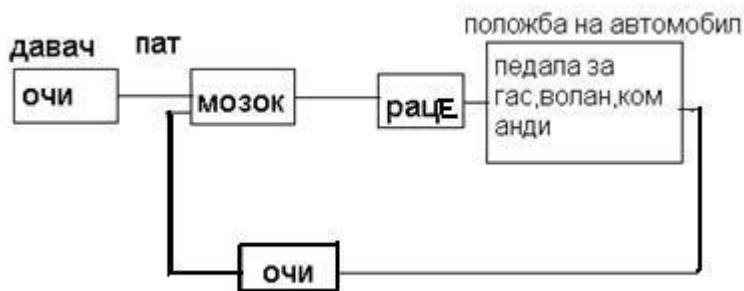 положба на автомобил
давач пат
очи
мозок
рацЕ
педала за
гас,волан,ком
анди
очи